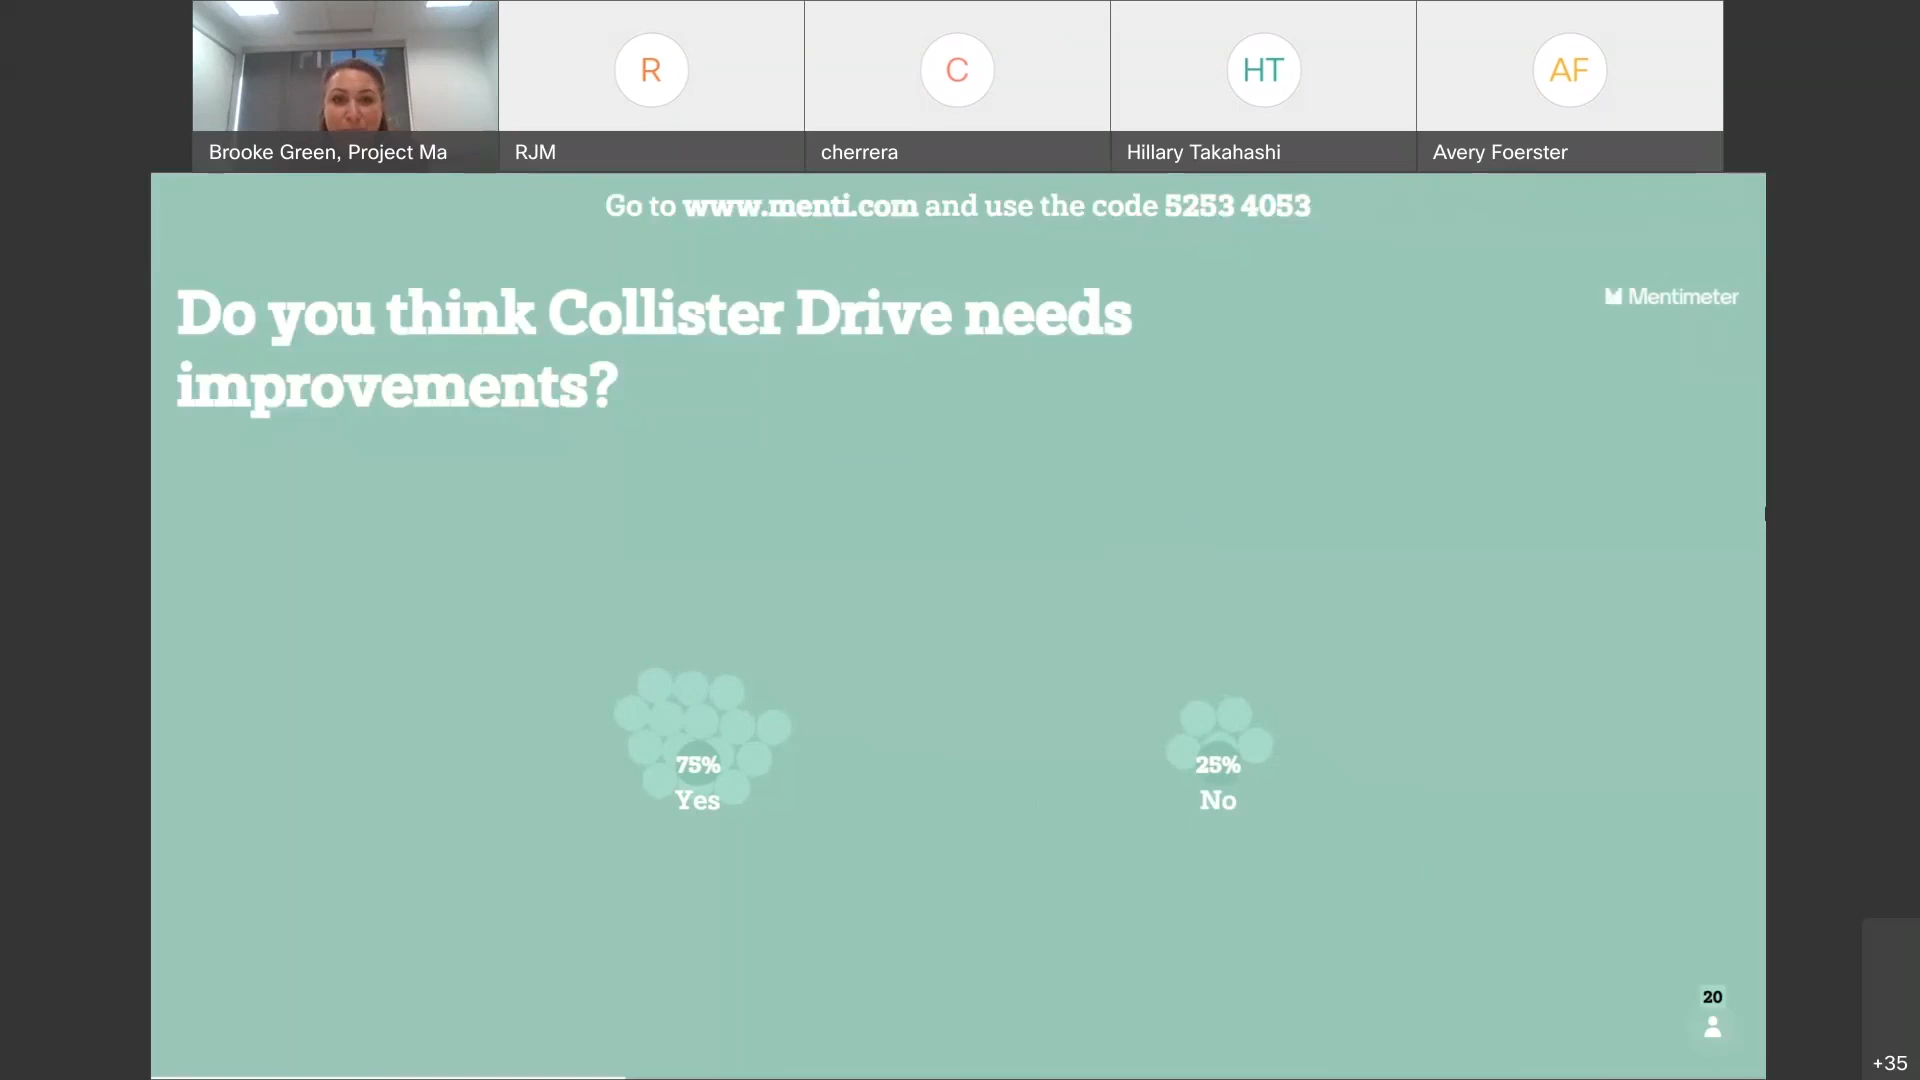 R
C
HT
AF
Brooke Green, Project Ma
RJM
cherrera
Hillary Takahashi
Avery Foerster
Go to www.menti.com and use the code 5253 4053
Mentimeter
Do you think Collister Drive needs
improvements?
75%
Yes
25%
No
20
+35